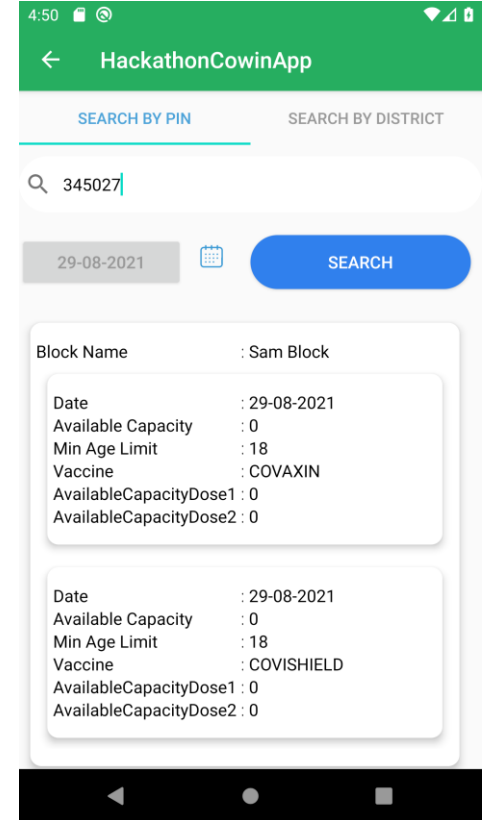 4:50
HackathonCowinApp
SEARCH BY PIN SEARCH BY DISTRICT
345027
29-08-2021 SEARCH
Block Name : Sam Block
Date : 29-08-2021
Available Capacity : 0
Min Age Limit : 18
Vaccine : COVAXIN
AvailableCapacityDose1 : 0
AvailableCapacityDose2 : 0
Date : 29-08-2021
Available Capacity : 0
Min Age Limit : 18
Vaccine : COVISHIELD
AvailableCapacityDose1 : 0
AvailableCapacityDose2 : 0